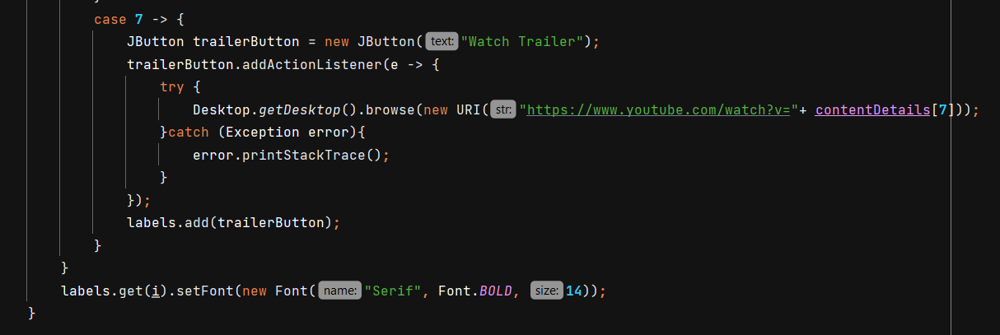 }
case 7 -> {
JButton trailerButton = new JButton( text: "Watch Trailer");
trailerButton.addActionListener(e -> {
try {
Desktop.getDesktop().browse(new URI( str: "https://www.youtube.com/watch?v="+ contentDetails[7]));
}catch (Exception error){
error.printStackTrace();
}
});
labels.add(trailerButton);
}
}
labels.get(i).setFont(new Font( name: "Serif", Font.BOLD, size: 14));
}